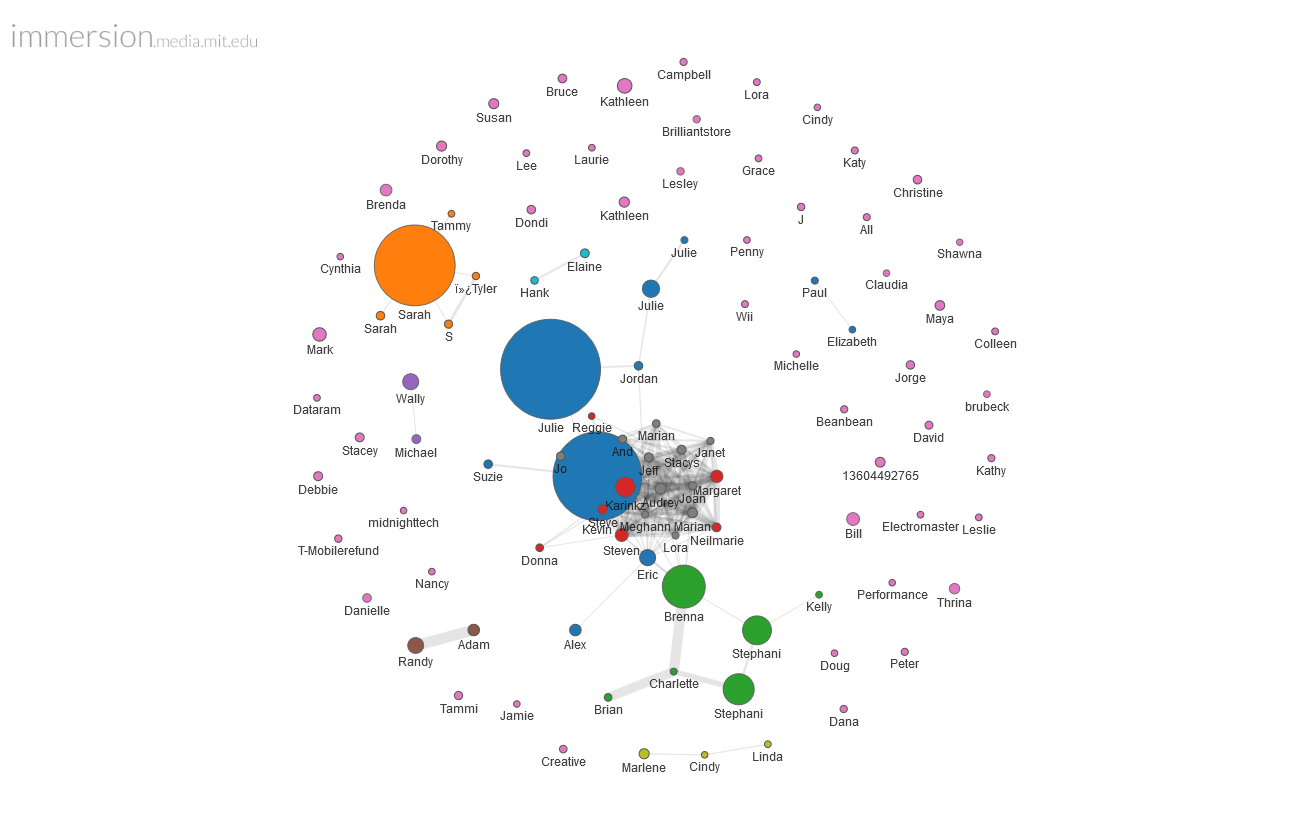 immersion.media.mit.edu
Campbell
Bruce
Kathleen
Lora
Susan
Cindy
Brilliantstore
Dorothy
Lee
Laurie
Grace
Katy
Lesley
Christine
Brenda
Tammy
Dondi
Kathleen
J
All
Cynthia
Elaine
Julie
Penny
Shawna
ï»¿Tyler
Hank
Paul
Claudia
Sarah
Sarah
S
Julie
Wii
Maya
Mark
Elizabeth
Colleen
Jordan
Michelle
Jorge
Wally
Dataram
brubeck
Julie
Reggie
Marian
Beanbean
David
Stacey
Michael
And
Janet
Jo
Jeff
Stacys
Suzie
Kathy
13604492765
Debbie
Margaret
Karinkz
Audrey
Joan
midnighttech
Steve
Kevin
Meghann
Mariann
Neilmarie
Bill
Electromaster
Leslie
T-Mobilerefund
Donna
Steven
Lora
Nancy
Eric
Performance
Thrina
Danielle
Brenna
Kelly
Randy
Adam
Alex
Stephani
Doug
Peter
Charlette
Tammi
Jamie
Brian
Stephani
Dana
Creative
Marlene
Cindy
Linda